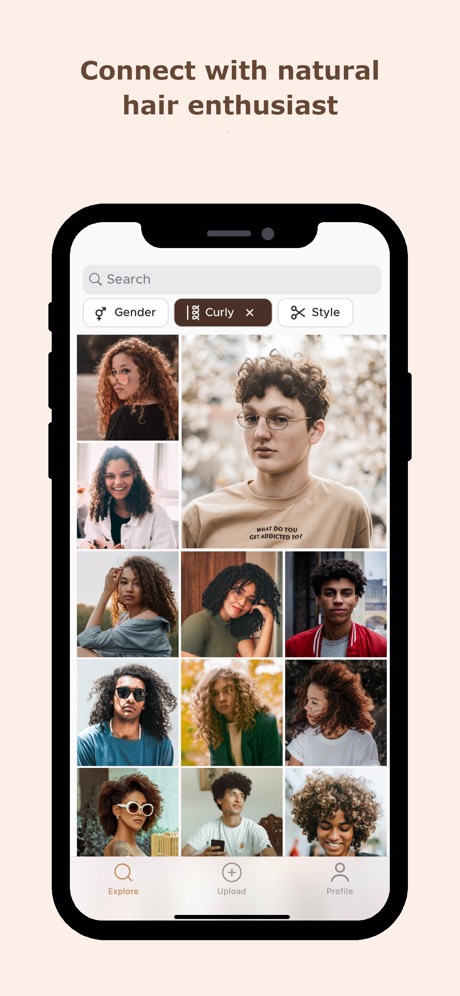 Connect with natural
hair enthusiast
Search
Gender
Curly
Style
WHAT DO YOU
GET ADDICTED TO?
Explore
Upload
Profile